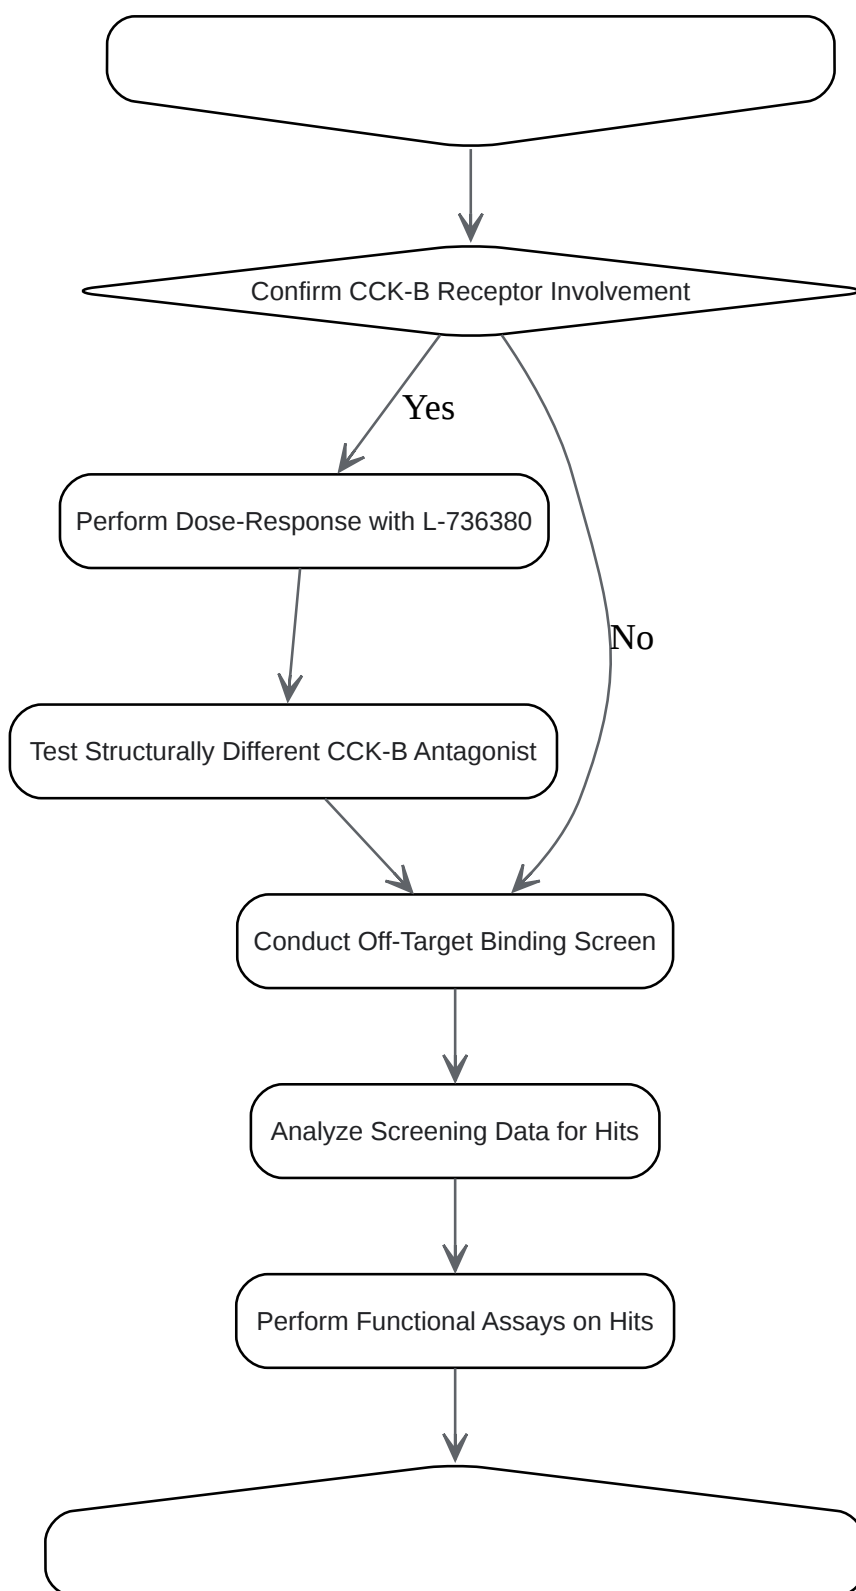 Confirm CCK-B Receptor Involvement
Yes
Perform Dose-Response with L-736380
No
Test Structurally Different CCK-B Antagonist
Conduct Off-Target Binding Screen
Analyze Screening Data for Hits
Perform Functional Assays on Hits